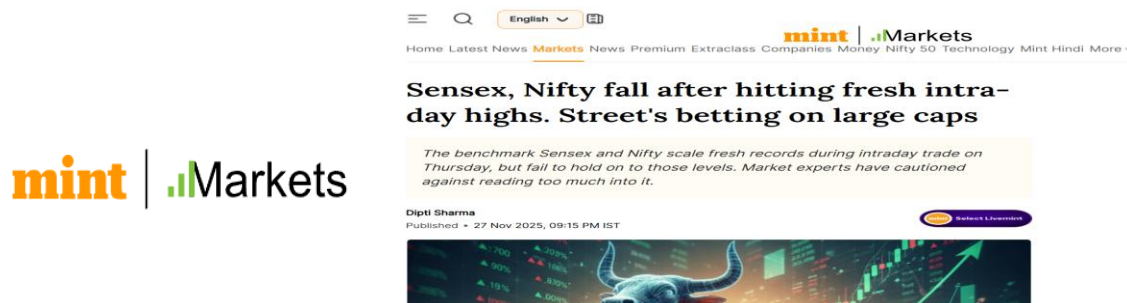 mint | Markets
English
mint | Markets
Home Latest News Markets News Premium Extraclass Companies Money Nifty 50 Technology Mint Hindi More
Sensex, Nifty fall after hitting fresh intra-
day highs. Street's betting on large caps
The benchmark Sensex and Nifty scale fresh records during intraday trade on
Thursday, but fail to hold on to those levels. Market experts have cautioned
against reading too much into it.
Dipti Sharma
Published • 27 Nov 2025, 09:15 PM IST
mint Select Livemint
90%
19%